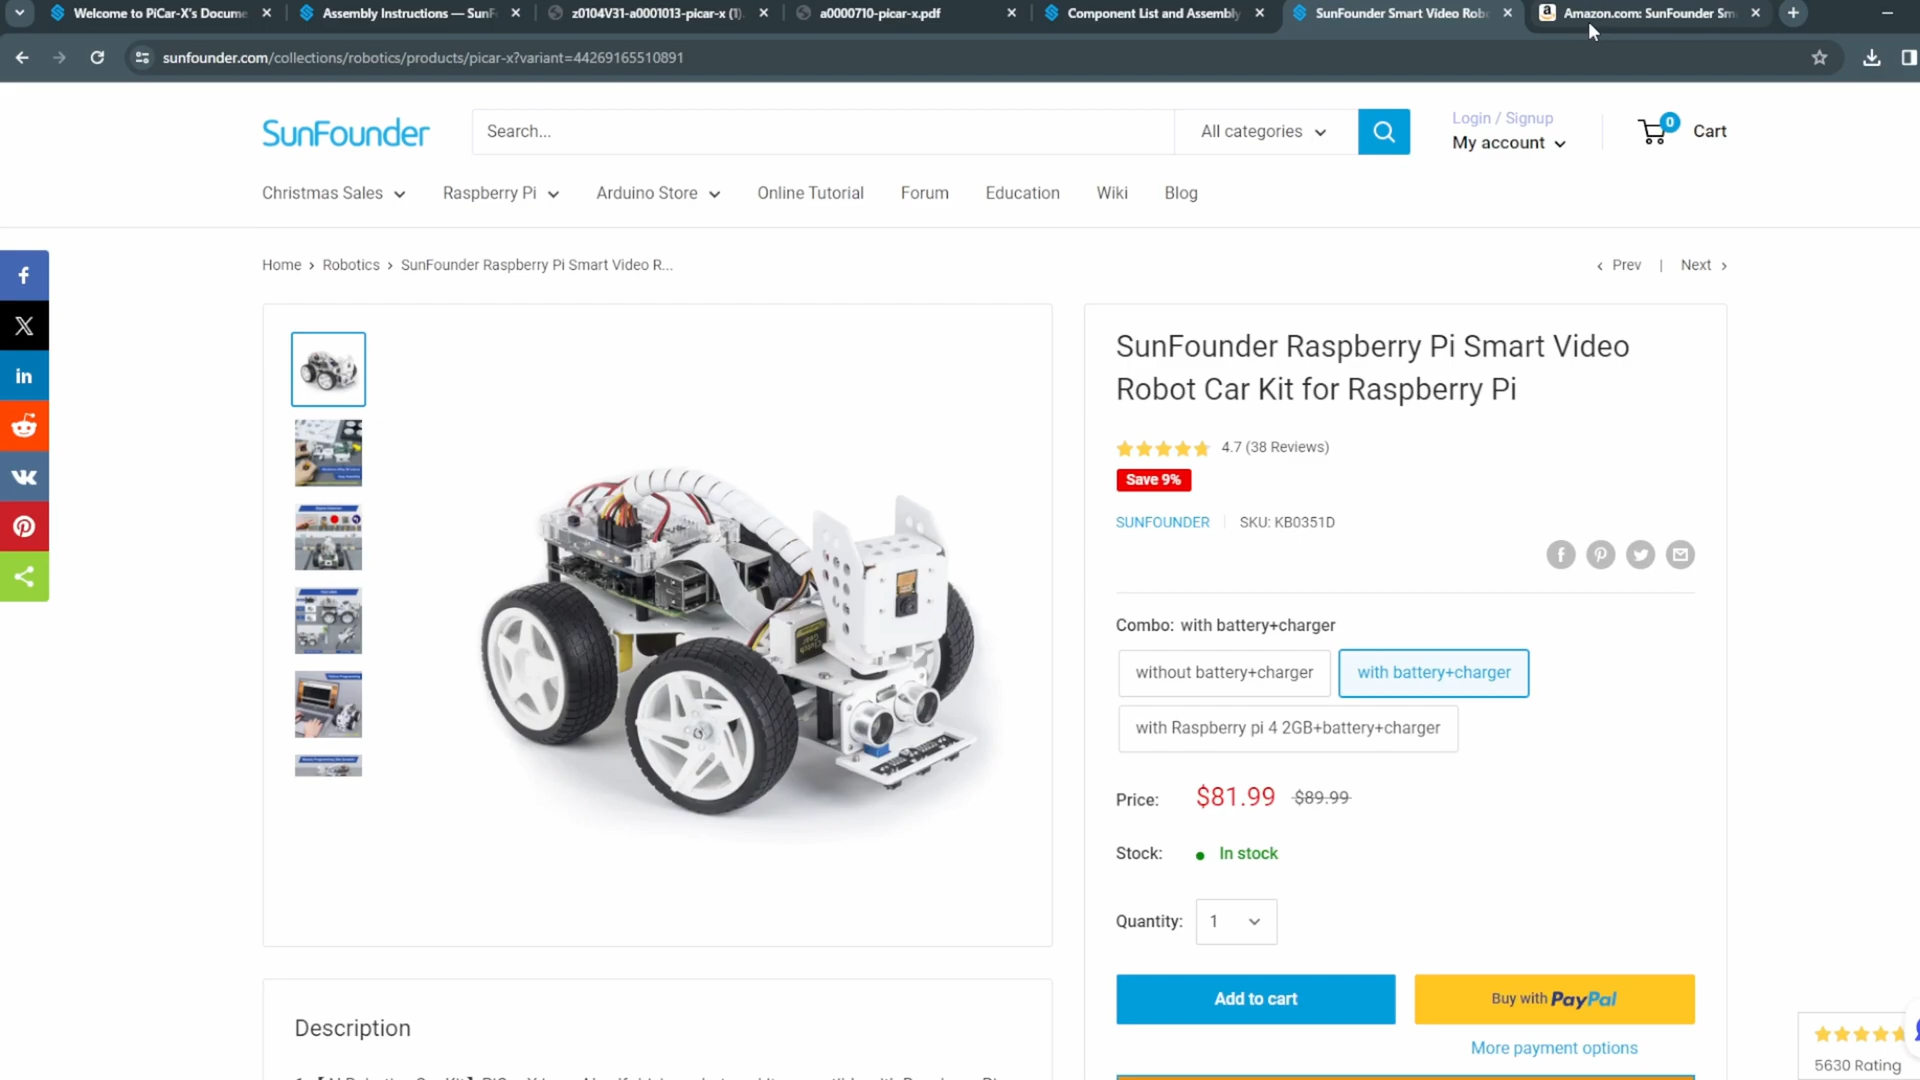 Welcome to PiCar-X's Docume
Assembly Instructions — SunF
z0104V31-a0001013-picar-x (1).
a0000710-picar-x.pdf
Component List and Assembly
SunFounder Smart Video Rob
Amazon.com: SunFounder Sm
sunfounder.com/collections/robotics/products/picar-x?variant=44269165510891
SunFounder
Search...
All categories
Login / Signup
My account
0
Cart
Christmas Sales
Raspberry Pi
Arduino Store
Online Tutorial
Forum
Education
Wiki
Blog
Home › Robotics › SunFounder Raspberry Pi Smart Video R...
‹ Prev | Next ›
SunFounder Raspberry Pi Smart Video
Robot Car Kit for Raspberry Pi
4.7 (38 Reviews)
Save 9%
SUNFOUNDER
SKU: KB0351D
Combo: with battery+charger
without battery+charger
with battery+charger
with Raspberry pi 4 2GB+battery+charger
Price: $81.99 $89.99
Stock: In stock
Quantity: 1
Add to cart
Buy with PayPal
More payment options
Description
5630 Rating